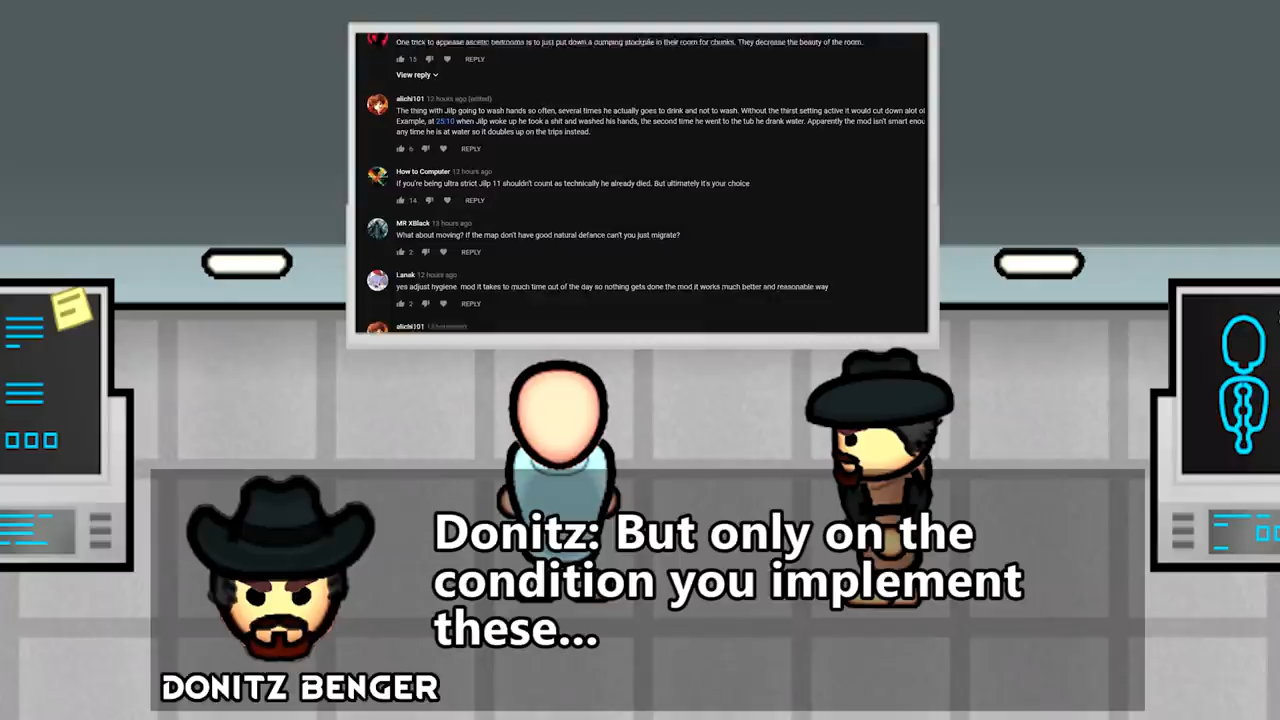 One trick to appease ascetic bedrooms is to just put down a dumping stockpile in their room for chunks. They decrease the beauty of the room.
15 REPLY
View reply
alichi101 12 hours ago (edited)
The thing with Jilp going to wash hands so often, several times he actually goes to drink and not to wash. Without the thirst setting active it would cut down alot of
Example, at 25:10 when Jilp woke up he took a shit and washed his hands, the second time he went to the tub he drank water. Apparently the mod isn't smart enou
any time he is at water so it doubles up on the trips instead.
6 REPLY
How to Computer 12 hours ago
If you're being ultra strict Jilp 11 shouldn't count as technically he already died. But ultimately it's your choice
14 REPLY
MR XBlack 13 hours ago
What about moving? If the map don't have good natural defance can't you just migrate?
2 REPLY
Lanak 12 hours ago
yes adjust hygiene mod it takes to much time out of the day so nothing gets done the mod it works much better and reasonable way
2 REPLY
alichi101
Donitz: But only on the
condition you implement
these...
DONITZ BENGER